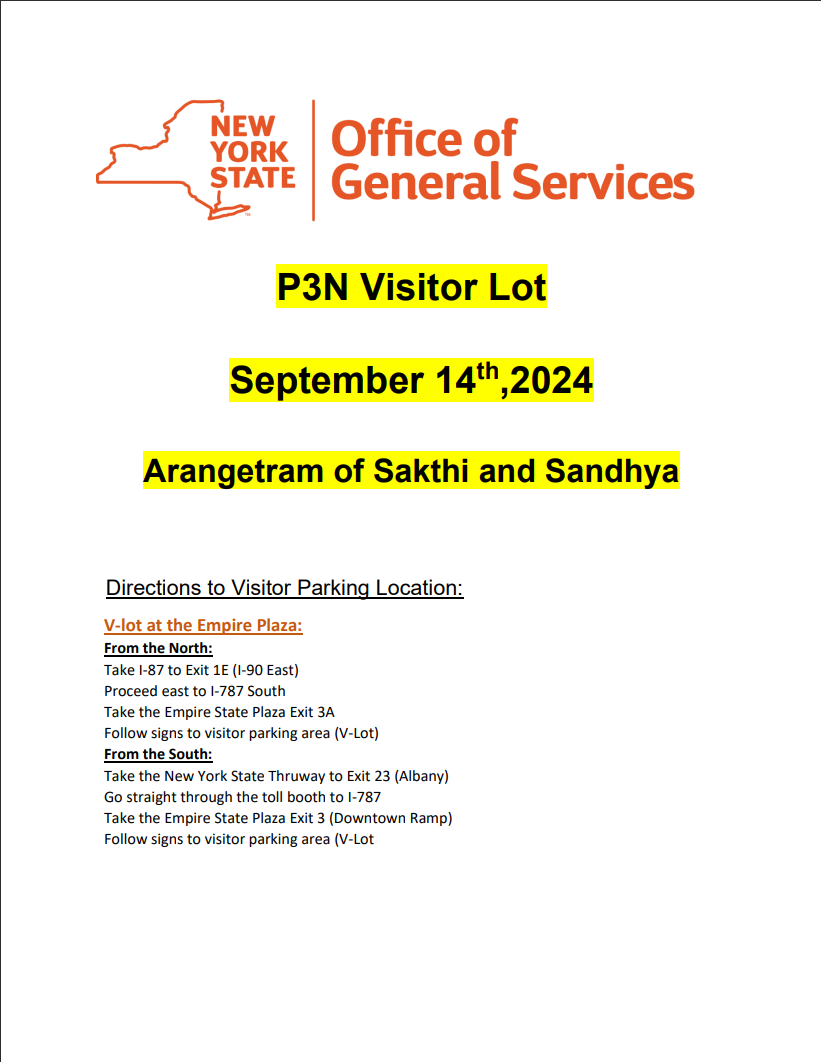 NEW
YORK
STATE
Office of
General Services
P3N Visitor Lot
September 14th,2024
Arangetram of Sakthi and Sandhya
Directions to Visitor Parking Location:
V-lot at the Empire Plaza:
From the North:
Take I-87 to Exit 1E (I-90 East)
Proceed east to I-787 South
Take the Empire State Plaza Exit 3A
Follow signs to visitor parking area (V-Lot)
From the South:
Take the New York State Thruway to Exit 23 (Albany)
Go straight through the toll booth to I-787
Take the Empire State Plaza Exit 3 (Downtown Ramp)
Follow signs to visitor parking area (V-Lot